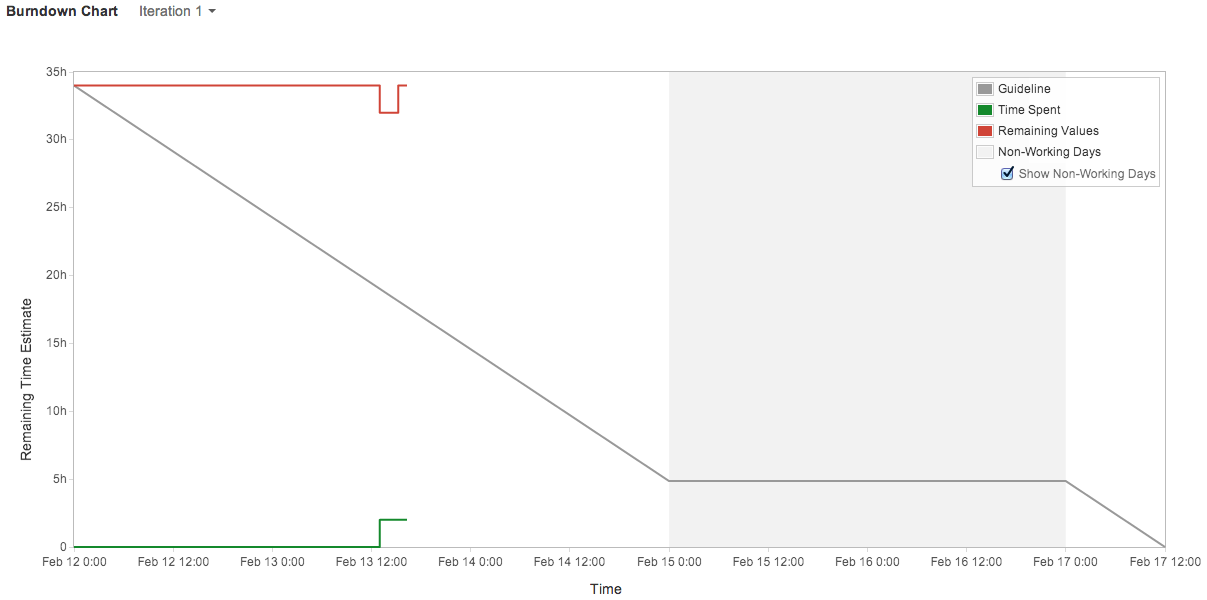 Burndown Chart Iteration 1
35h
30h
25h
20h
15h
10h
5h
0
Remaining Time Estimate
Guideline
Time Spent
Remaining Values
Non-Working Days
Show Non-Working Days
Feb 12 0:00 Feb 12 12:00 Feb 13 0:00 Feb 13 12:00 Feb 14 0:00 Feb 14 12:00 Feb 15 0:00 Feb 15 12:00 Feb 16 0:00 Feb 16 12:00 Feb 17 0:00 Feb 17 12:00
Time